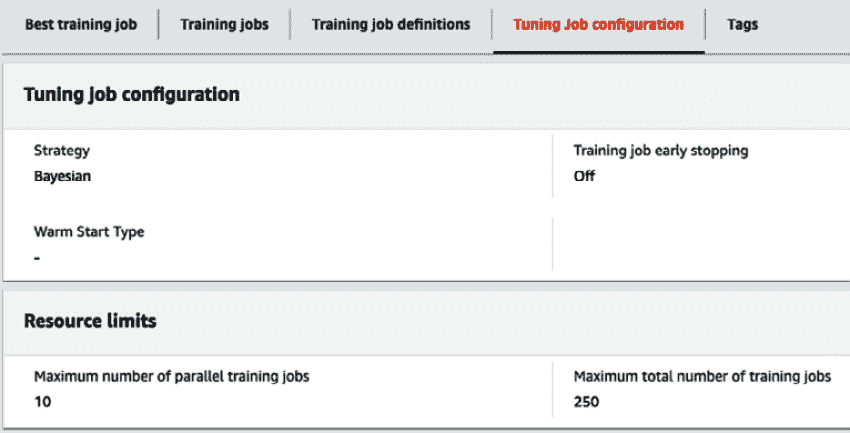 Best training job
Training jobs
Training job definitions
Tuning Job configuration
Tags
Tuning job configuration
Strategy
Training job early stopping
Bayesian
Off
Warm Start Type
-
Resource limits
Maximum number of parallel training jobs
Maximum total number of training jobs
10
250